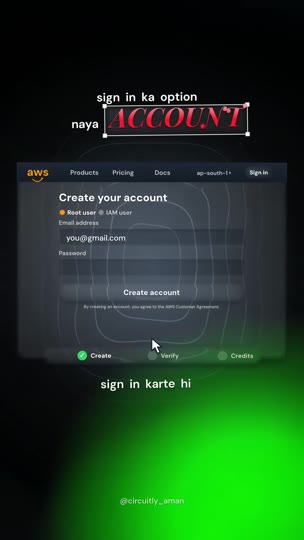 sign in ka option
naya ACCOUNT
aws Products Pricing Docs ap-south-1 Sign in
Create your account
Root user IAM user
Email address
you@gmail.com
Password
Create account
By creating an account, you agree to the AWS Customer Agreement.
Create Verify Credits
sign in karte hi
@circuitly_aman